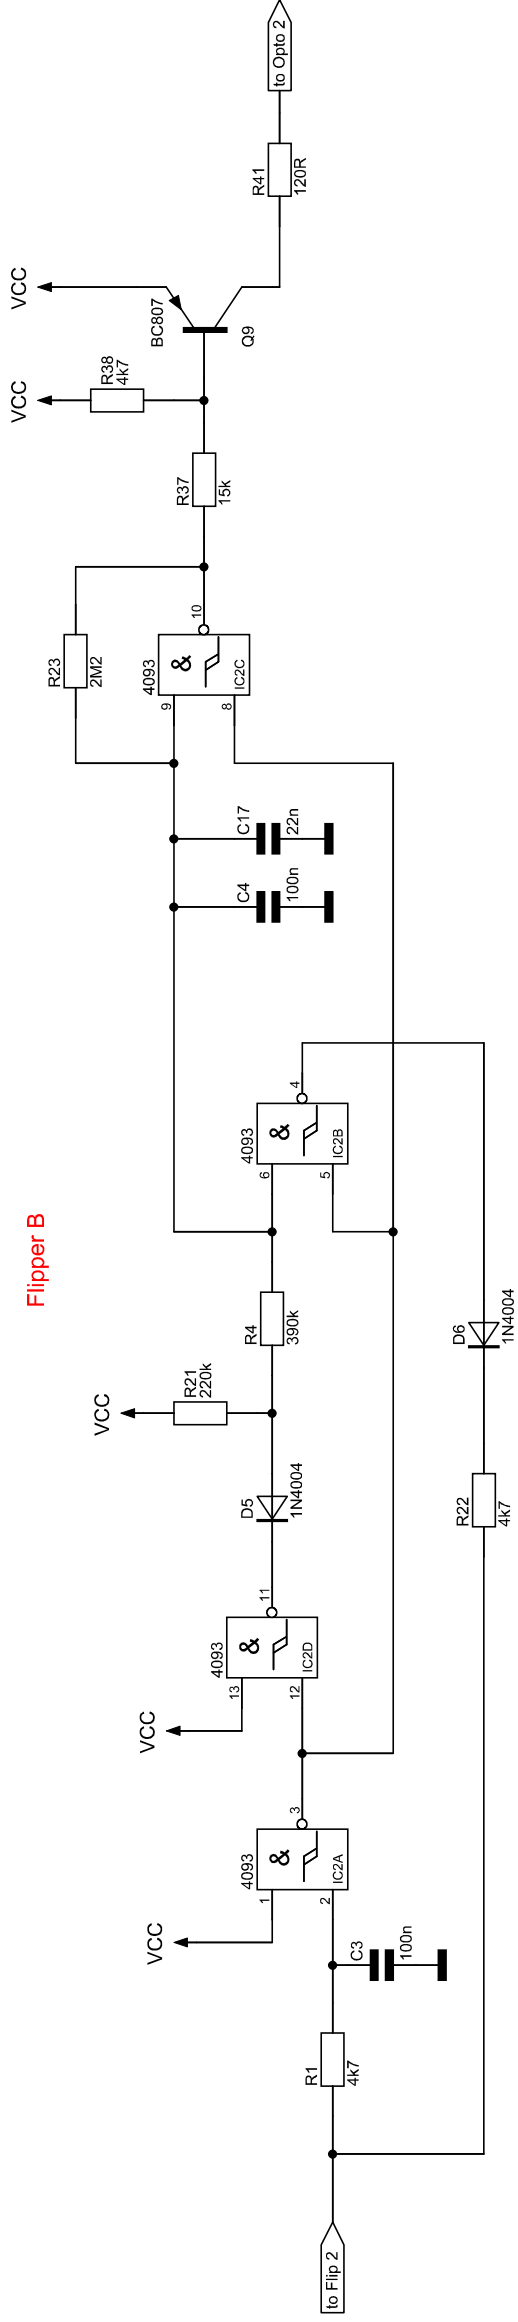 Flipper B
to Flip 2
R1
4k7
C3
100n
VCC
1
2
4093
&
IC2A
3
VCC
13
12
4093
&
IC2D
11
D5
1N4004
VCC
R21
220k
R4
390k
R22
4k7
D6
1N4004
6
5
4093
&
IC2B
4
C4
100n
C17
22n
R23
2M2
9
8
4093
&
IC2C
10
R37
15k
VCC
R38
4k7
VCC
BC807
Q9
R41
120R
to Opto 2